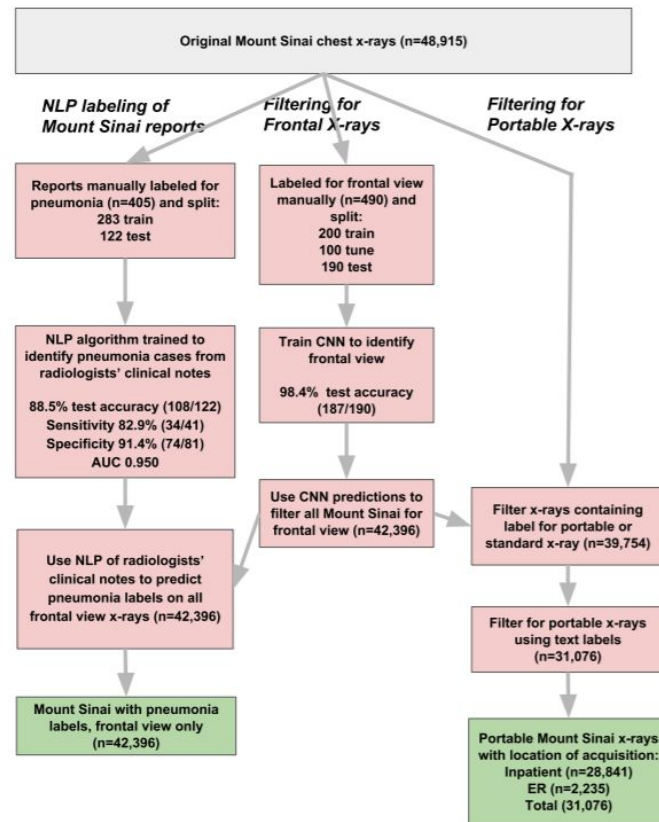 Original Mount Sinai chest x-rays (n=48,915)
NLP labeling of
Mount Sinai reports
Filtering for
Frontal X-rays
Filtering for
Portable X-rays
Reports manually labeled for
pneumonia (n=405) and split:
283 train
122 test
Labeled for frontal view
manually (n=490) and
split:
200 train
100 tune
190 test
NLP algorithm trained to
identify pneumonia cases from
radiologists' clinical notes
88.5% test accuracy (108/122)
Sensitivity 82.9% (34/41)
Specificity 91.4% (74/81)
AUC 0.950
Train CNN to identify
frontal view
98.4% test accuracy
(187/190)
Use CNN predictions to
filter all Mount Sinai for
frontal view (n=42,396)
Filter x-rays containing
label for portable or
standard x-ray (n=39,754)
Use NLP of radiologists'
clinical notes to predict
pneumonia labels on all
frontal view x-rays (n=42,396)
Filter for portable x-rays
using text labels
(n=31,076)
Mount Sinai with pneumonia
labels, frontal view only
(n=42,396)
Portable Mount Sinai x-rays
with location of acquisition:
Inpatient (n=28,841)
ER (n=2,235)
Total (31,076)